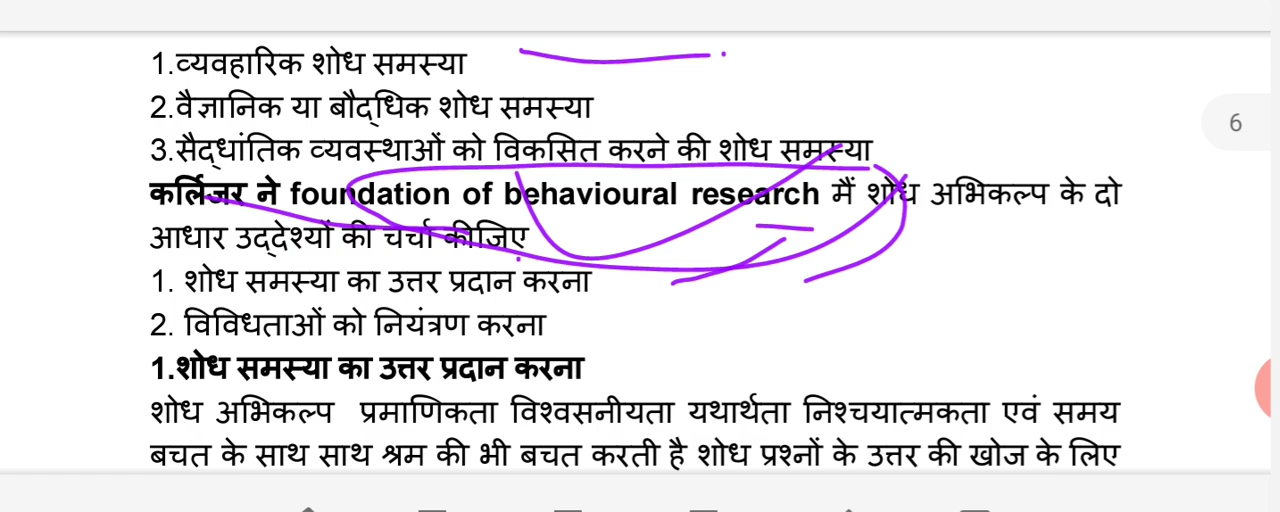 1.व्यवहारिक शोध समस्या
2.वैज्ञानिक या बौद्धिक शोध समस्या
3.सैद्धांतिक व्यवस्थाओं को विकसित करने की शोध समस्या
कर्लिजर ने foundation of behavioural research मैं शोध अभिकल्प के दो
आधार उद्देश्यों की चर्चा कीजिए
1. शोध समस्या का उत्तर प्रदान करना
2. विविधताओं को नियंत्रण करना
1.शोध समस्या का उत्तर प्रदान करना
शोध अभिकल्प प्रमाणिकता विश्वसनीयता यथार्थता निश्चयात्मकता एवं समय
बचत के साथ साथ श्रम की भी बचत करती है शोध प्रश्नों के उत्तर की खोज के लिए
6